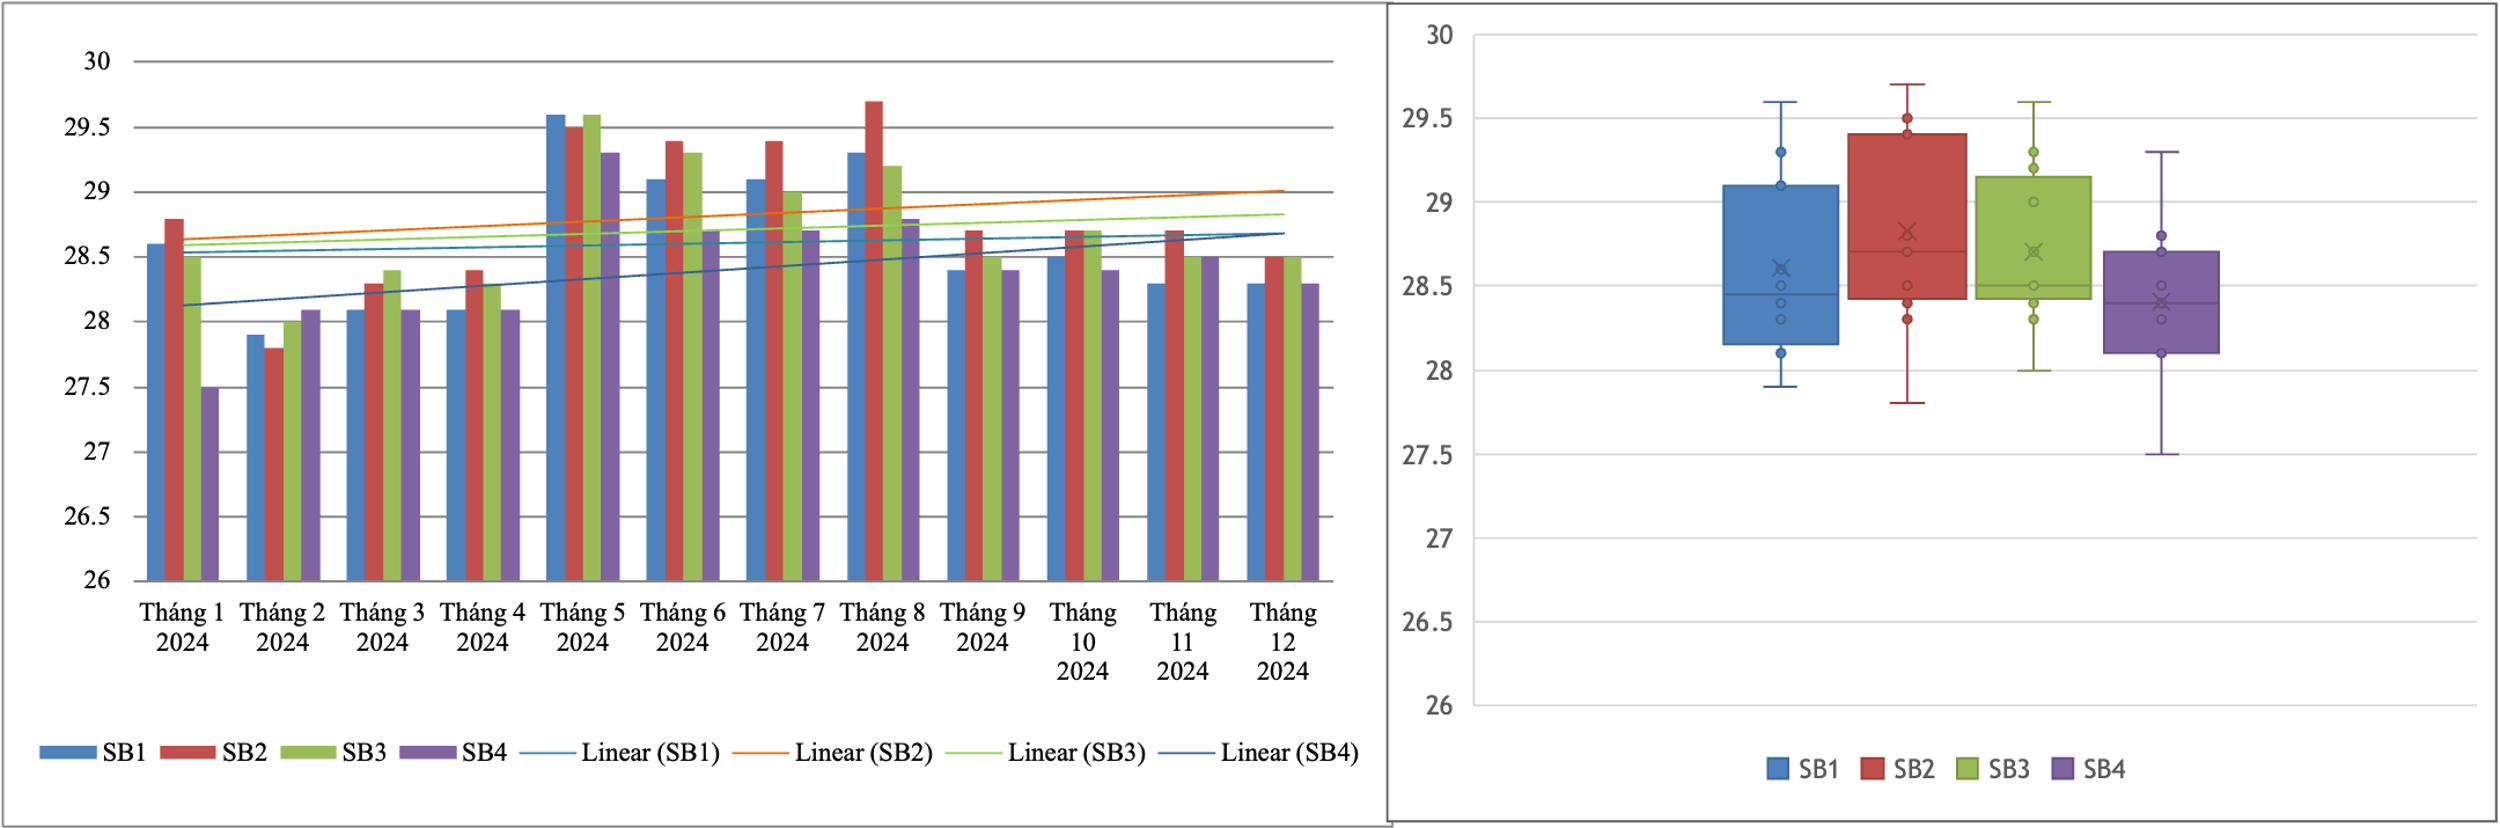 30
29.5
29
28.5
28
27.5
27
26.5
26
Tháng 1 2024
Tháng 2 2024
Tháng 3 2024
Tháng 4 2024
Tháng 5 2024
Tháng 6 2024
Tháng 7 2024
Tháng 8 2024
Tháng 9 2024
Tháng 10 2024
Tháng 11 2024
Tháng 12 2024
SB1 SB2 SB3 SB4 Linear (SB1) Linear (SB2) Linear (SB3) Linear (SB4)
30
29.5
29
28.5
28
27.5
27
26.5
26
SB1 SB2 SB3 SB4